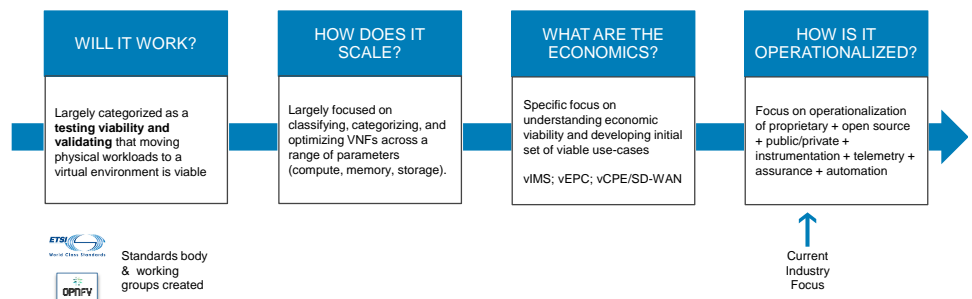 WILL IT WORK?
Largely categorized as a
testing viability and
validating that moving
physical workloads to a
virtual environment is viable
HOW DOES IT
SCALE?
Largely focused on
classifying, categorizing, and
optimizing VNFs across a
range of parameters
(compute, memory, storage).
WHAT ARE THE
ECONOMICS?
Specific focus on
understanding economic
viability and developing initial
set of viable use-cases
vIMS; vEPC; vCPE/SD-WAN
HOW IS IT
OPERATIONALIZED?
Focus on operationalization
of proprietary + open source
+ public/private +
instrumentation + telemetry +
assurance + automation
ETSI
World Class Standards
OPNFV
Standards body
& working
groups created
Current
Industry
Focus